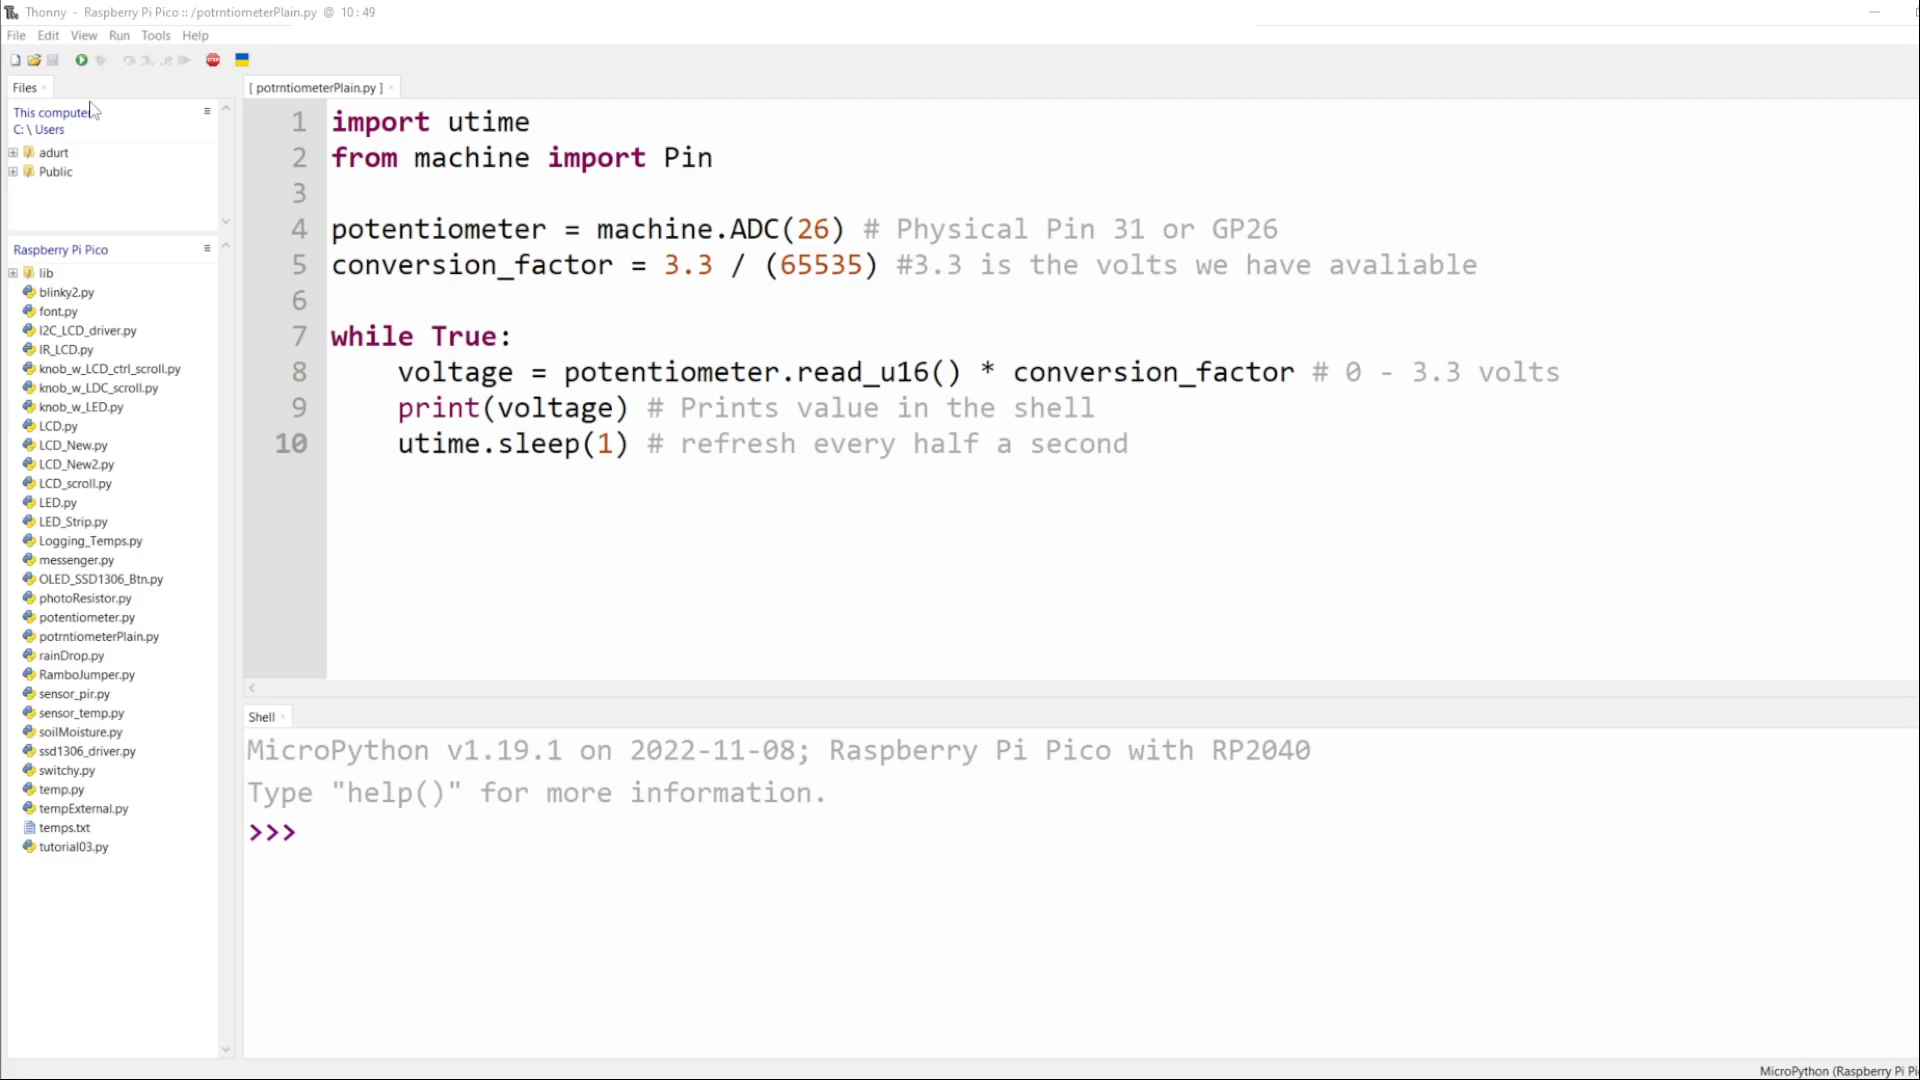 Thonny - Raspberry Pi Pico :: /potrntiometerPlain.py @ 10 : 49
File Edit View Run Tools Help
Files
[ potrntiometerPlain.py ]
This computer
C: \ Users
adurt
Public
Raspberry Pi Pico
lib
blinky2.py
font.py
I2C_LCD_driver.py
IR_LCD.py
knob_w_LCD_ctrl_scroll.py
knob_w_LDC_scroll.py
knob_w_LED.py
LCD.py
LCD_New.py
LCD_New2.py
LCD_scroll.py
LED.py
LED_Strip.py
Logging_Temps.py
messenger.py
OLED_SSD1306_Btn.py
photoResistor.py
potentiometer.py
potrntiometerPlain.py
rainDrop.py
RamboJumper.py
sensor_pir.py
sensor_temp.py
soilMoisture.py
ssd1306_driver.py
switchy.py
temp.py
tempExternal.py
temps.txt
tutorial03.py
1 import utime
2 from machine import Pin
3
4 potentiometer = machine.ADC(26) # Physical Pin 31 or GP26
5 conversion_factor = 3.3 / (65535) #3.3 is the volts we have avaliable
6
7 while True:
8     voltage = potentiometer.read_u16() * conversion_factor # 0 - 3.3 volts
9     print(voltage) # Prints value in the shell
10     utime.sleep(1) # refresh every half a second
Shell
MicroPython v1.19.1 on 2022-11-08; Raspberry Pi Pico with RP2040
Type "help()" for more information.
>>>
MicroPython (Raspberry Pi Pi